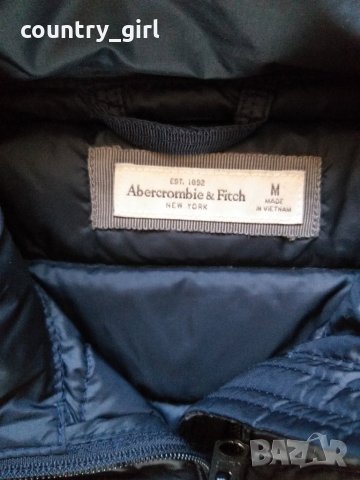 country_girl
EST. 1892
Abercrombie & Fitch
NEW YORK
M
MADE
IN VIETNAM
BAZAR